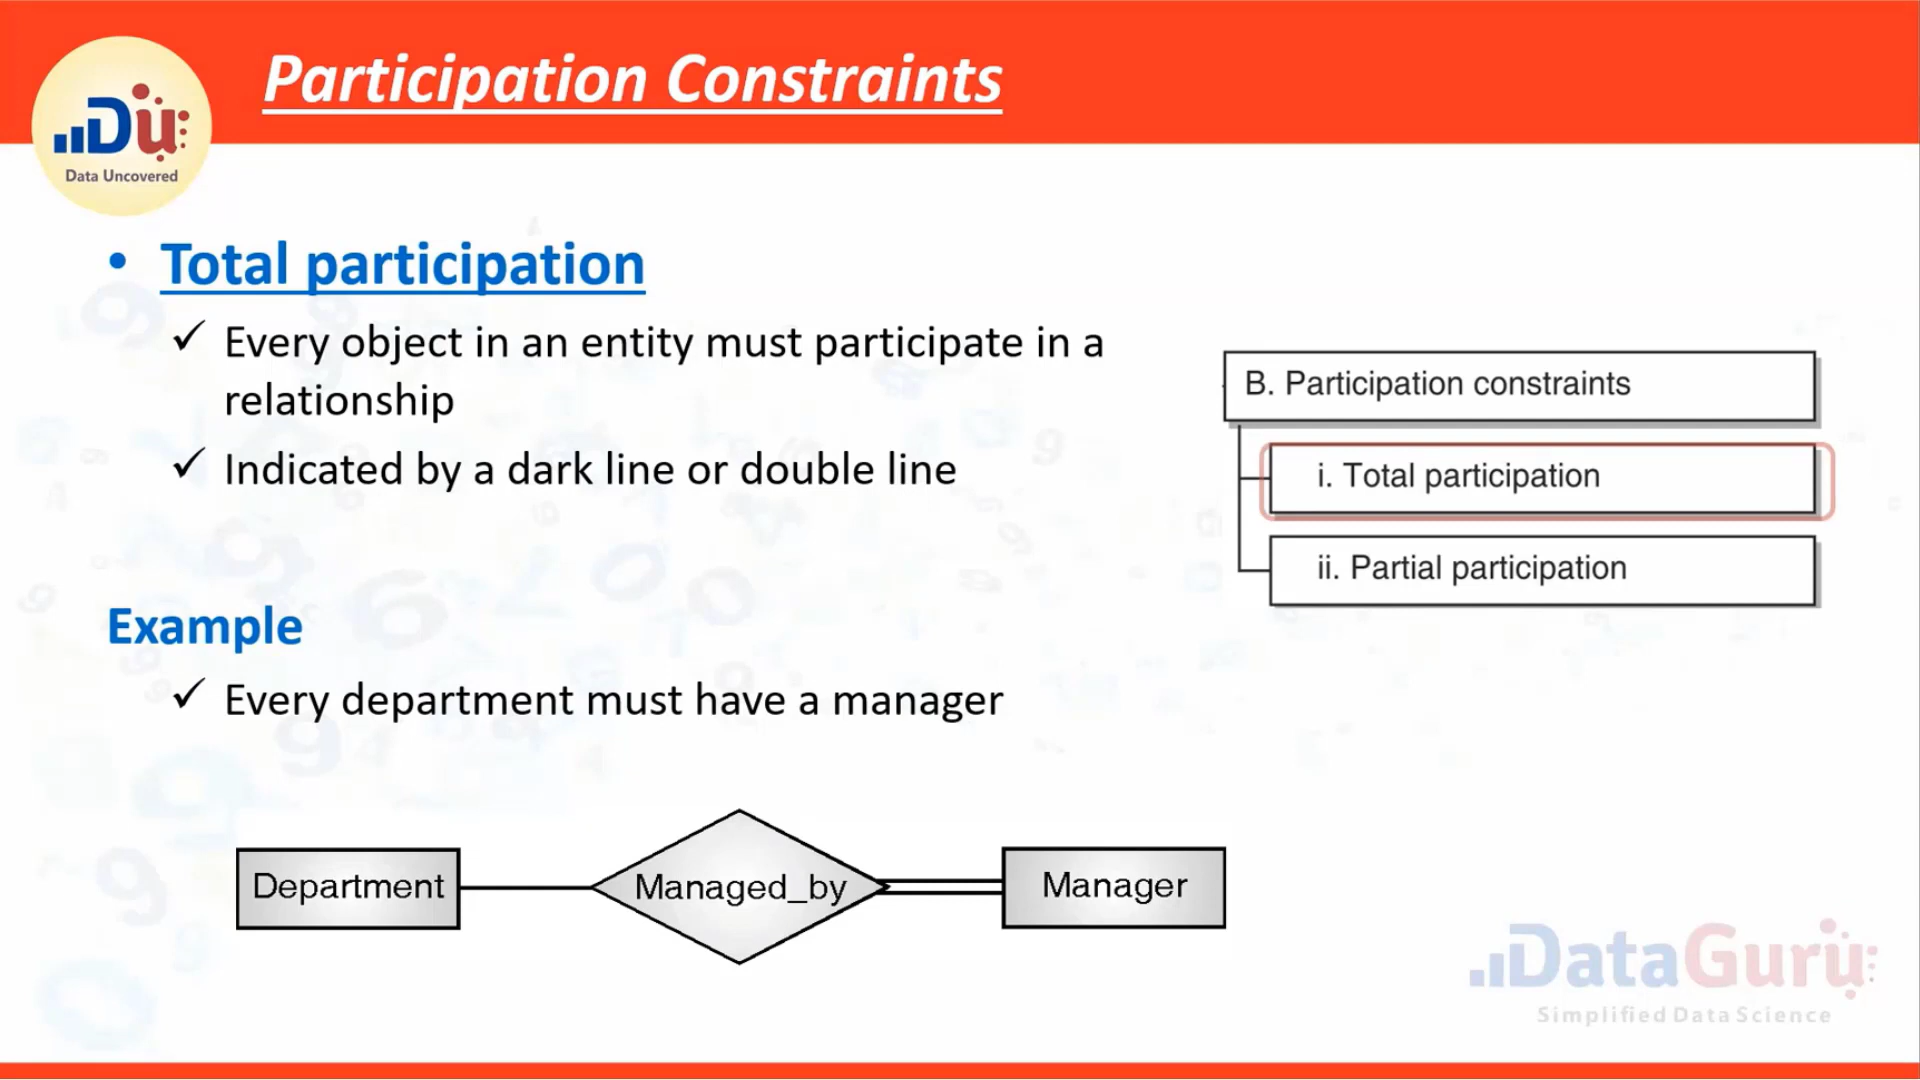 Participation Constraints
Du
Data Uncovered
• Total participation
✓ Every object in an entity must participate in a
relationship
✓ Indicated by a dark line or double line
B. Participation constraints
i. Total participation
ii. Partial participation
Example
✓ Every department must have a manager
Department
Managed_by
Manager
DataGuru
Simplified Data Science